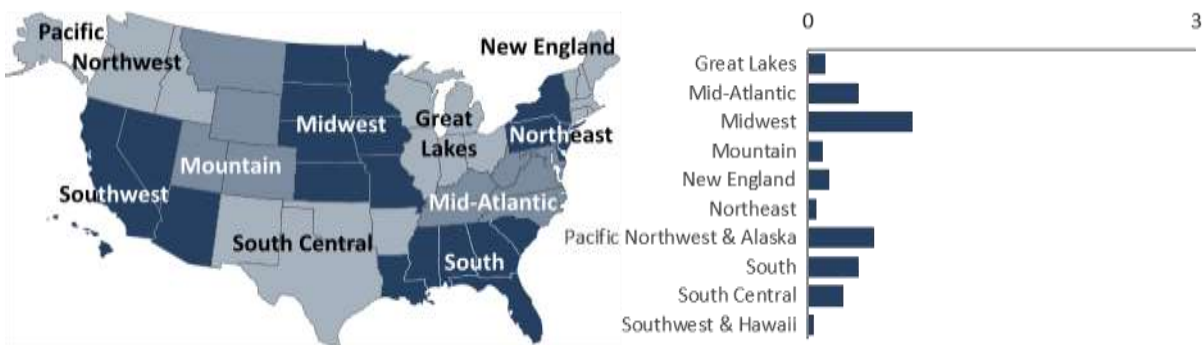 Pacific
Northwest
New England
Midwest
Great
Lakes
Northeast
Mountain
Southwest
Mid-Atlantic
South Central
South
0 3
Great Lakes
Mid-Atlantic
Midwest
Mountain
New England
Northeast
Pacific Northwest & Alaska
South
South Central
Southwest & Hawaii